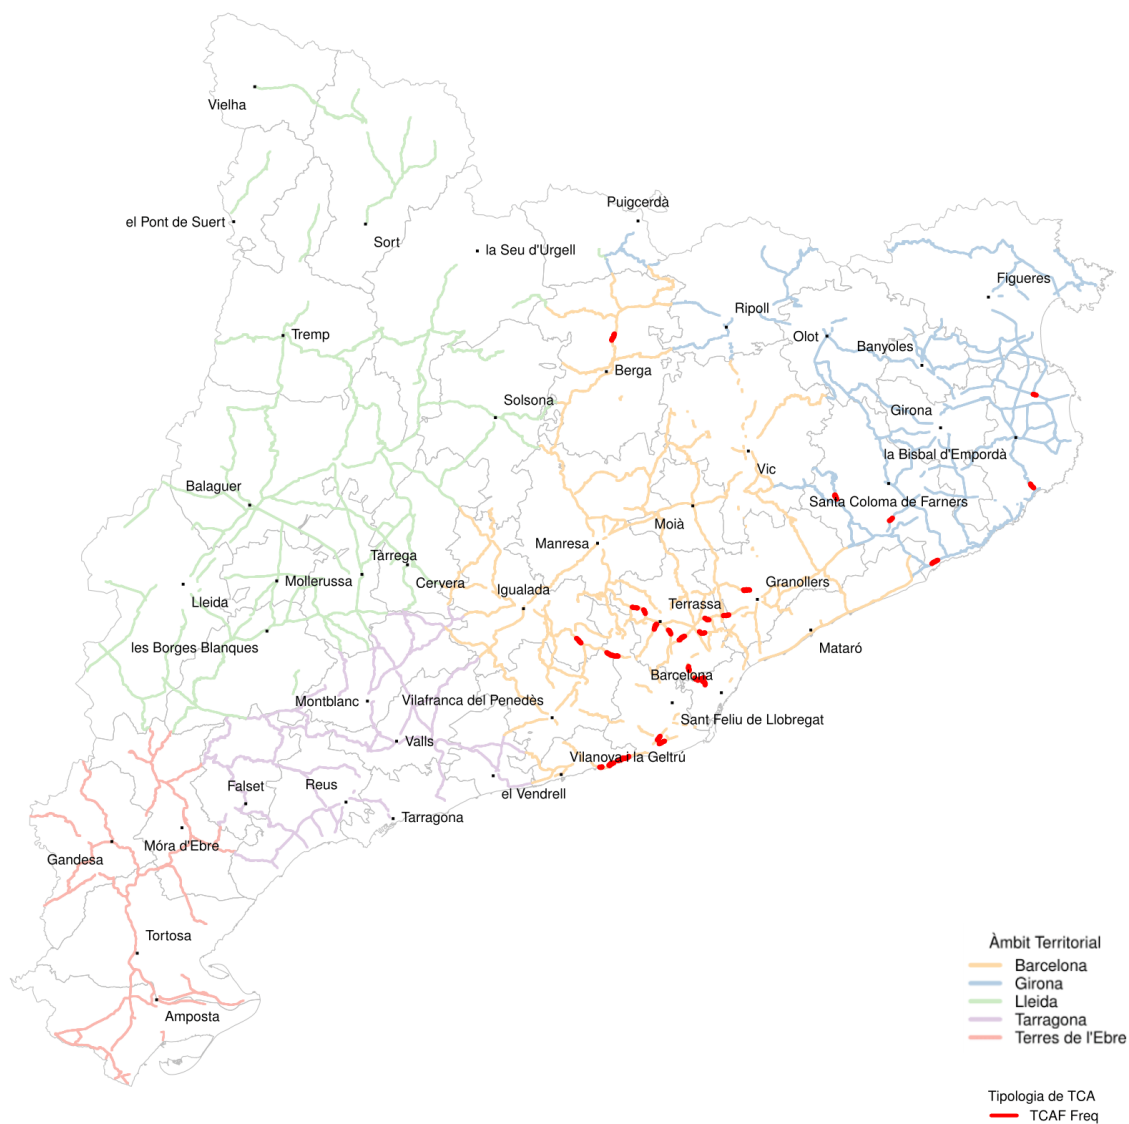 Vielha
Puigcerdà
el Pont de Suert
Sort
la Seu d'Urgell
Figueres
Ripoll
Tremp
Olot
Banyoles
Berga
Solsona
Girona
la Bisbal d'Empordà
Vic
Balaguer
Santa Coloma de Farners
Moià
Manresa
Tàrrega
Mollerussa
Cervera
Igualada
Granollers
Lleida
Terrassa
les Borges Blanques
Mataró
Barcelona
Montblanc
Vilafranca del Penedès
Sant Feliu de Llobregat
Valls
Vilanova i la Geltrú
Falset
Reus
el Vendrell
Tarragona
Móra d'Ebre
Gandesa
Tortosa
Amposta
Àmbit Territorial
Barcelona
Girona
Lleida
Tarragona
Terres de l'Ebre
Tipologia de TCA
TCAF Freq